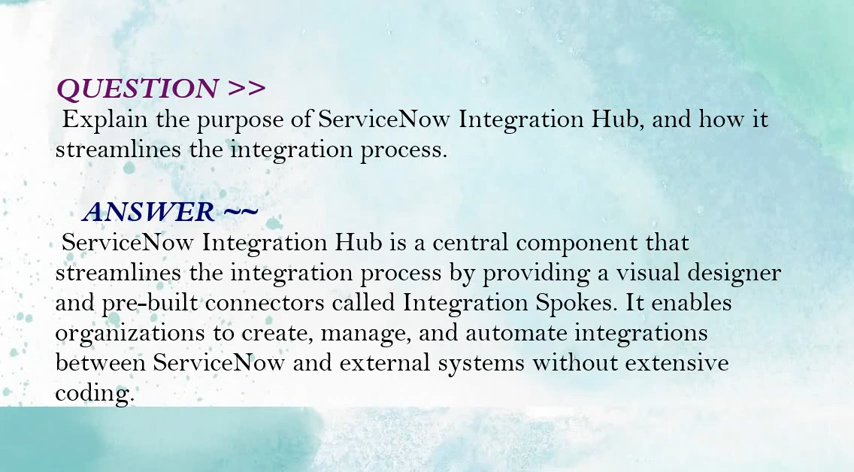 QUESTION >>
Explain the purpose of ServiceNow Integration Hub, and how it
streamlines the integration process.
ANSWER ~~
ServiceNow Integration Hub is a central component that
streamlines the integration process by providing a visual designer
and pre-built connectors called Integration Spokes. It enables
organizations to create, manage, and automate integrations
between ServiceNow and external systems without extensive
coding.